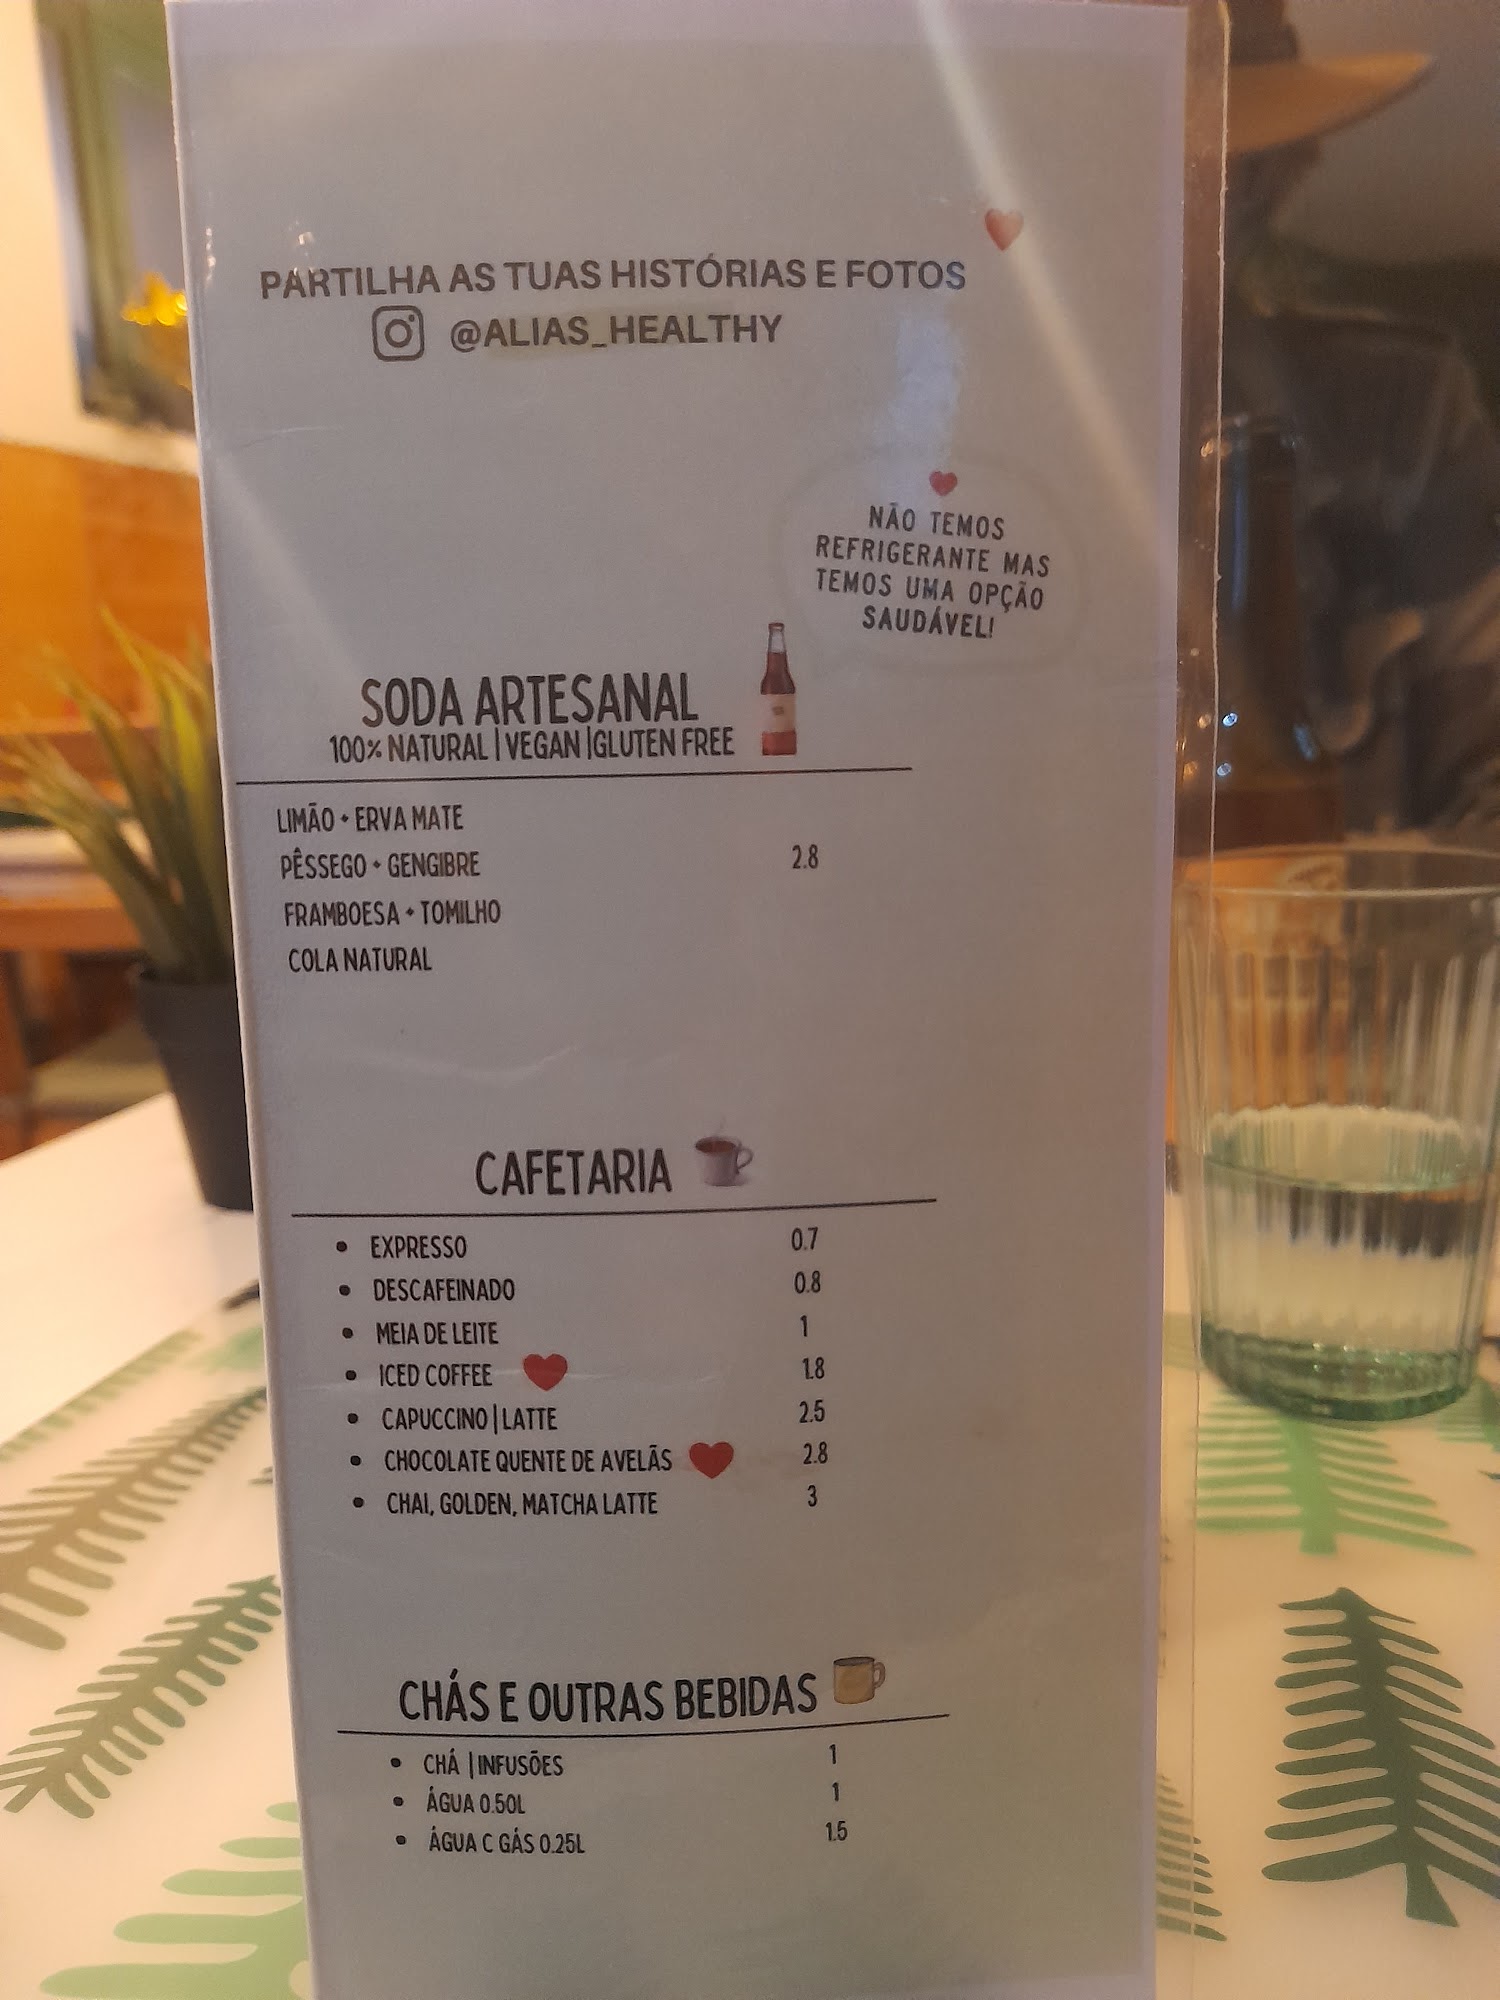 PARTILHA AS TUAS HISTÓRIAS E FOTOS
@ALIAS_HEALTHY
NÃO TEMOS
REFRIGERANTE MAS
TEMOS UMA OPÇÃO
SAUDÁVEL!
SODA ARTESANAL
100% NATURAL | VEGAN |GLUTEN FREE
LIMÃO + ERVA MATE
PÊSSEGO + GENGIBRE 2.8
FRAMBOESA + TOMILHO
COLA NATURAL
CAFETARIA
• EXPRESSO 0.7
• DESCAFEINADO 0.8
• MEIA DE LEITE 1
• ICED COFFEE 1.8
• CAPUCCINO | LATTE 2.5
• CHOCOLATE QUENTE DE AVELÃS 2.8
• CHAI, GOLDEN, MATCHA LATTE 3
CHÁS E OUTRAS BEBIDAS
• CHÁ | INFUSÕES 1
• ÁGUA 0.50L 1
• ÁGUA C GÁS 0.25L 1.5